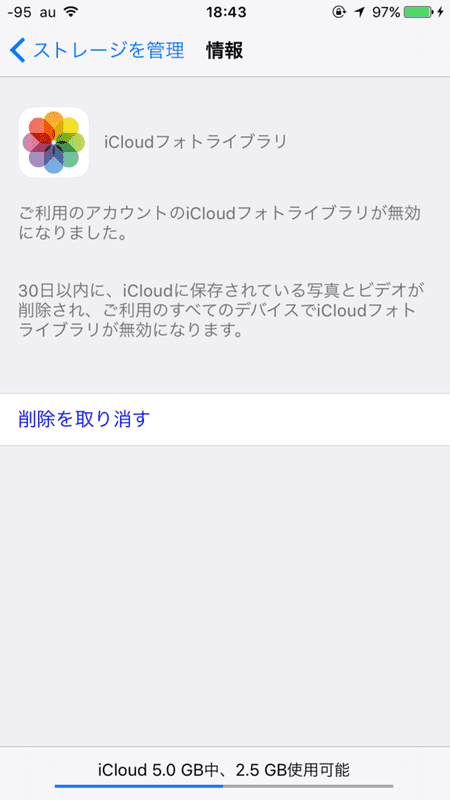 -95 au 18:43 97%
ストレージを管理 情報
iCloudフォトライブラリ
ご利用のアカウントのiCloudフォトライブラリが無効
になりました。
30日以内に、iCloudに保存されている写真とビデオが
削除され、ご利用のすべてのデバイスでiCloudフォト
ライブラリが無効になります。
削除を取り消す
iCloud 5.0 GB中、2.5 GB使用可能